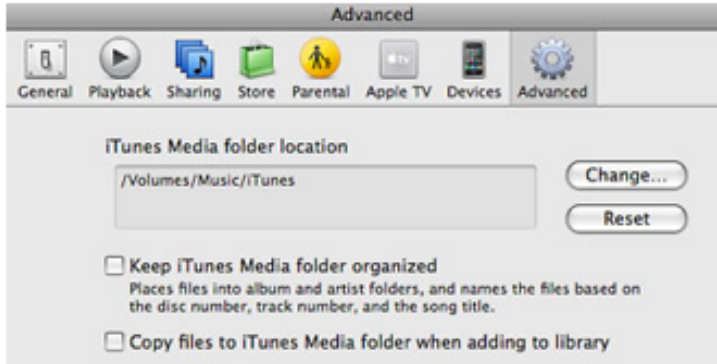 Advanced
General Playback Sharing Store Parental Apple TV Devices Advanced
iTunes Media folder location
/Volumes/Music/iTunes
Change...
Reset
Keep iTunes Media folder organized
Places files into album and artist folders, and names the files based on
the disc number, track number, and the song title.
Copy files to iTunes Media folder when adding to library